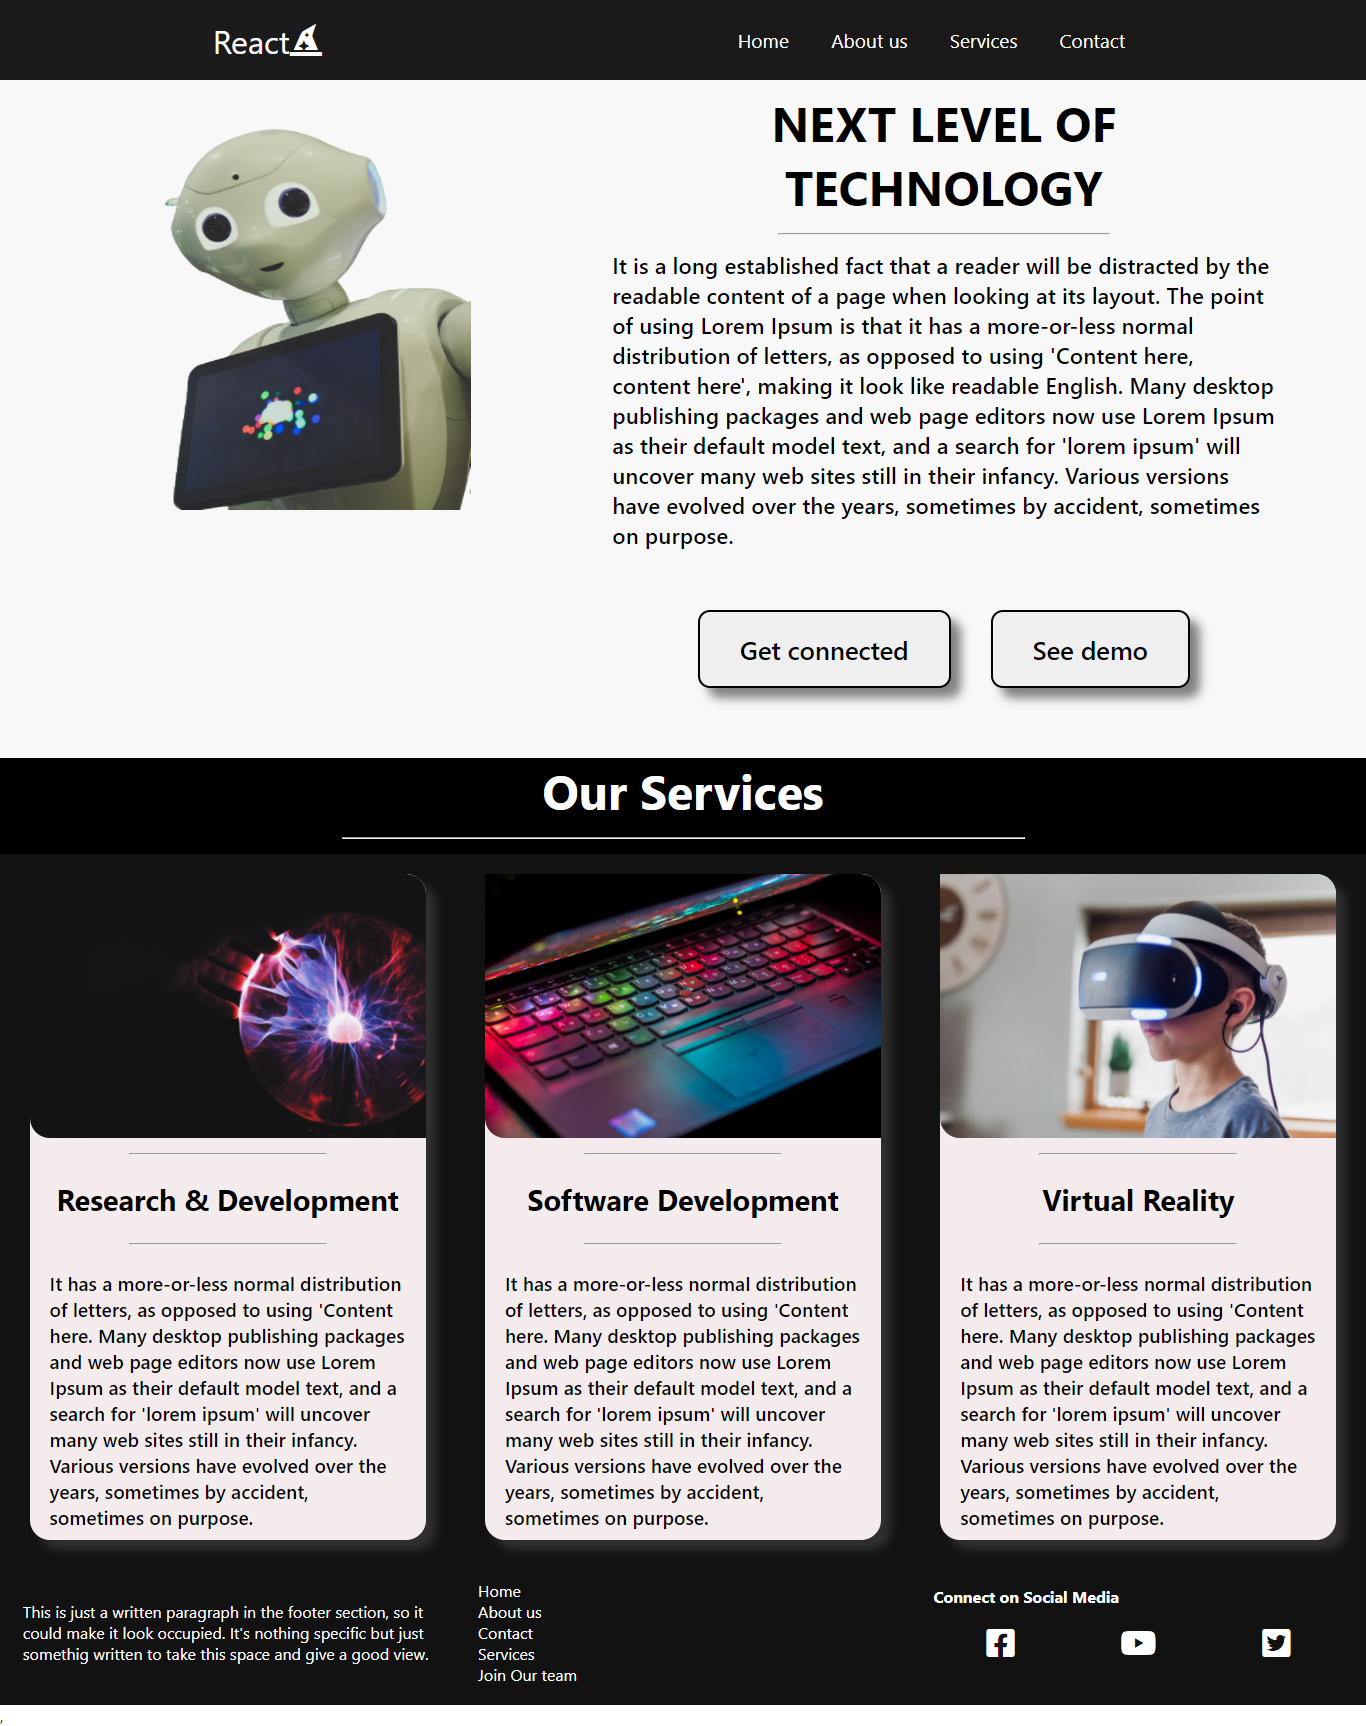 React
Home About us Services Contact
NEXT LEVEL OF
TECHNOLOGY
It is a long established fact that a reader will be distracted by the
readable content of a page when looking at its layout. The point
of using Lorem Ipsum is that it has a more-or-less normal
distribution of letters, as opposed to using 'Content here,
content here', making it look like readable English. Many desktop
publishing packages and web page editors now use Lorem Ipsum
as their default model text, and a search for 'lorem ipsum' will
uncover many web sites still in their infancy. Various versions
have evolved over the years, sometimes by accident, sometimes
on purpose.
Get connected
See demo
Our Services
Research & Development
It has a more-or-less normal distribution
of letters, as opposed to using 'Content
here. Many desktop publishing packages
and web page editors now use Lorem
Ipsum as their default model text, and a
search for 'lorem ipsum' will uncover
many web sites still in their infancy.
Various versions have evolved over the
years, sometimes by accident,
sometimes on purpose.
Software Development
It has a more-or-less normal distribution
of letters, as opposed to using 'Content
here. Many desktop publishing packages
and web page editors now use Lorem
Ipsum as their default model text, and a
search for 'lorem ipsum' will uncover
many web sites still in their infancy.
Various versions have evolved over the
years, sometimes by accident,
sometimes on purpose.
Virtual Reality
It has a more-or-less normal distribution
of letters, as opposed to using 'Content
here. Many desktop publishing packages
and web page editors now use Lorem
Ipsum as their default model text, and a
search for 'lorem ipsum' will uncover
many web sites still in their infancy.
Various versions have evolved over the
years, sometimes by accident,
sometimes on purpose.
This is just a written paragraph in the footer section, so it
could make it look occupied. It's nothing specific but just
somethig written to take this space and give a good view.
Home
About us
Contact
Services
Join Our team
Connect on Social Media
,